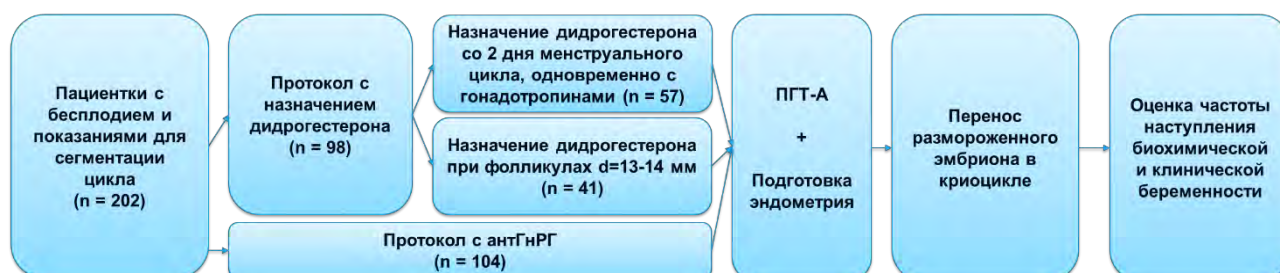 Пациентки с
бесплодием и
показаниями для
сегментации
цикла
(n = 202)
Протокол с
назначением
дидрогестерона
(n = 98)
Назначение дидрогестерона
со 2 дня менструального
цикла, одновременно с
гонадотропинами (n = 57)
Назначение дидрогестерона
при фолликулах d=13-14 мм
(n = 41)
Протокол с антГнРГ
(n = 104)
ПГТ-А
+
Подготовка
эндометрия
Перенос
размороженного
эмбриона в
криоцикле
Оценка частоты
наступления
биохимической
и клинической
беременности